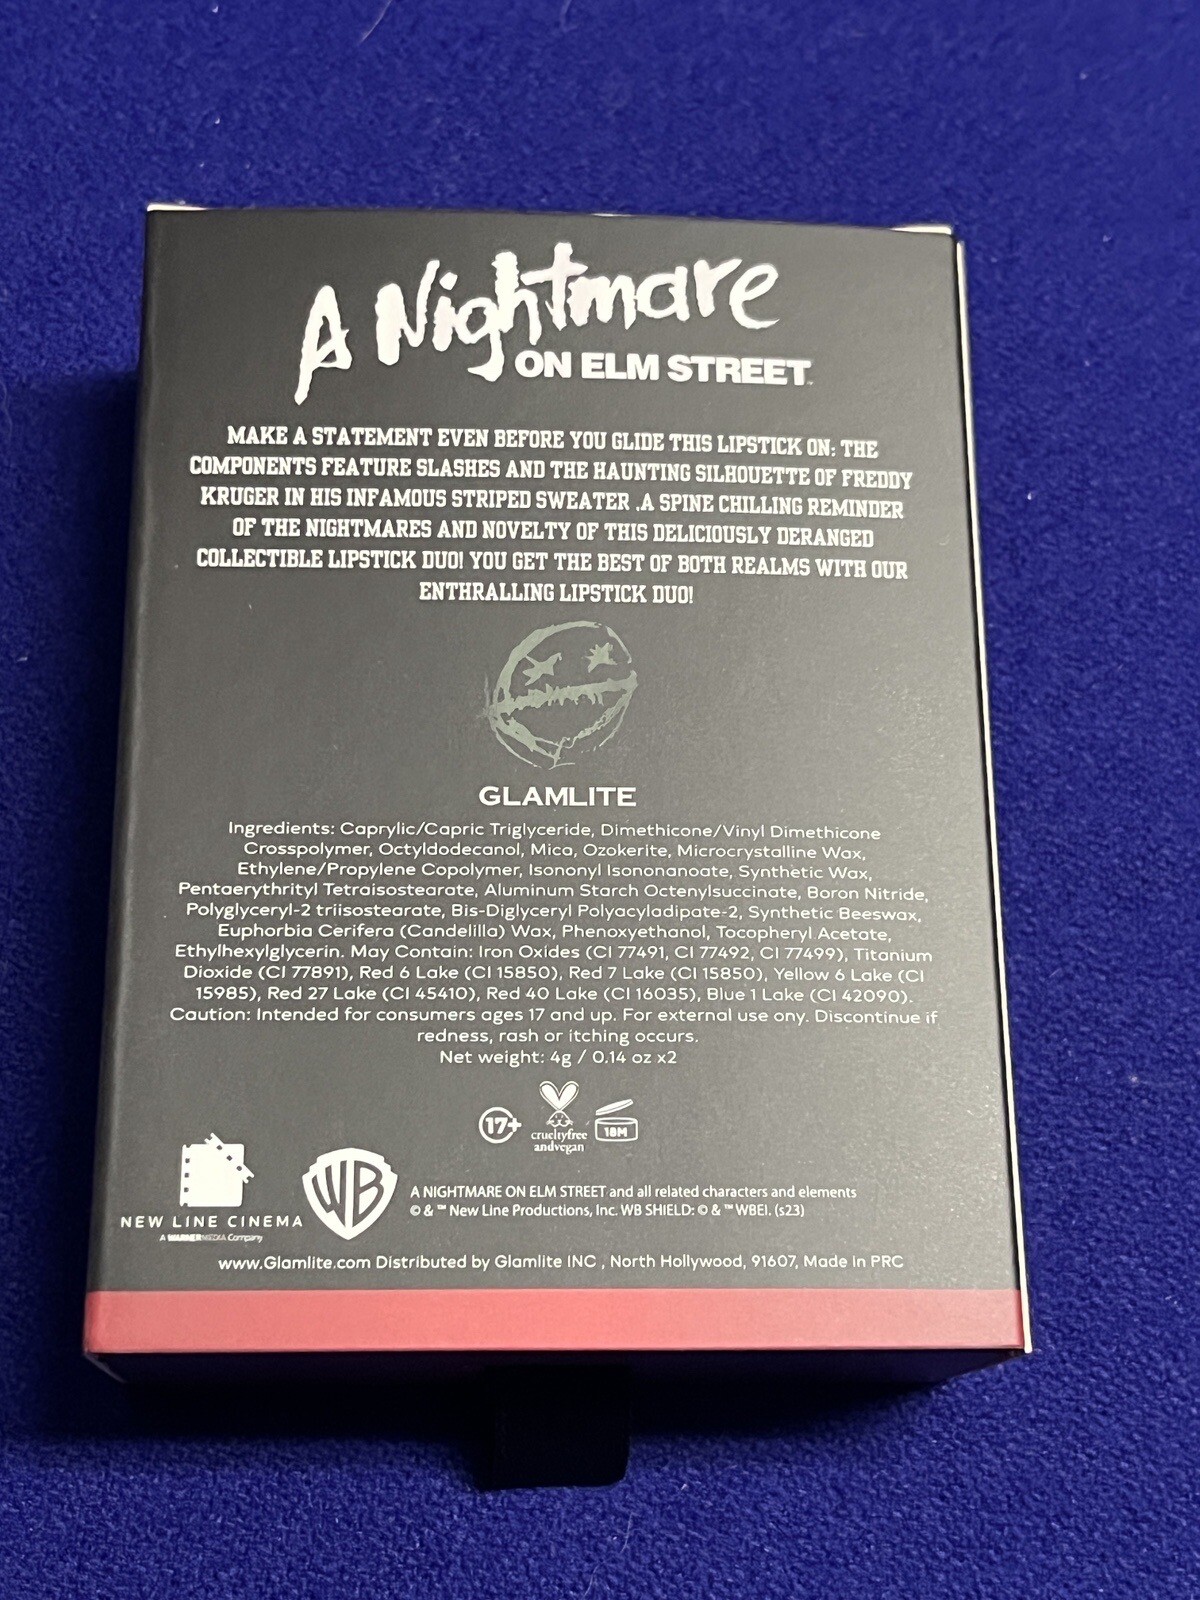 A Nightmare
ON ELM STREET™
MAKE A STATEMENT EVEN BEFORE YOU GLIDE THIS LIPSTICK ON: THE
COMPONENTS FEATURE SLASHES AND THE HAUNTING SILHOUETTE OF FREDDY
KRUGER IN HIS INFAMOUS STRIPED SWEATER .A SPINE CHILLING REMINDER
OF THE NIGHTMARES AND NOVELTY OF THIS DELICIOUSLY DERANGED
COLLECTIBLE LIPSTICK DUO! YOU GET THE BEST OF BOTH REALMS WITH OUR
ENTHRALLING LIPSTICK DUO!
GLAMLITE
Ingredients: Caprylic/Capric Triglyceride, Dimethicone/Vinyl Dimethicone
Crosspolymer, Octyldodecanol, Mica, Ozokerite, Microcrystalline Wax,
Ethylene/Propylene Copolymer, Isononyl Isononanoate, Synthetic Wax,
Pentaerythrityl Tetraisostearate, Aluminum Starch Octenylsuccinate, Boron Nitride,
Polyglyceryl-2 triisostearate, Bis-Diglyceryl Polyacyladipate-2, Synthetic Beeswax,
Euphorbia Cerifera (Candelilla) Wax, Phenoxyethanol, Tocopheryl Acetate,
Ethylhexylglycerin. May Contain: Iron Oxides (CI 77491, CI 77492, CI 77499), Titanium
Dioxide (CI 77891), Red 6 Lake (CI 15850), Red 7 Lake (CI 15850), Yellow 6 Lake (CI
15985), Red 27 Lake (CI 45410), Red 40 Lake (CI 16035), Blue 1 Lake (CI 42090).
Caution: Intended for consumers ages 17 and up. For external use ony. Discontinue if
redness, rash or itching occurs.
Net weight: 4g / 0.14 oz x2
17+
crueltyfree
andvegan
18M
NEW LINE CINEMA
A WARNERMEDIA Company
WB
A NIGHTMARE ON ELM STREET and all related characters and elements
© & ™ New Line Productions, Inc. WB SHIELD: © & ™ WBEI. (s23)
www.Glamlite.com Distributed by Glamlite INC , North Hollywood, 91607, Made In PRC